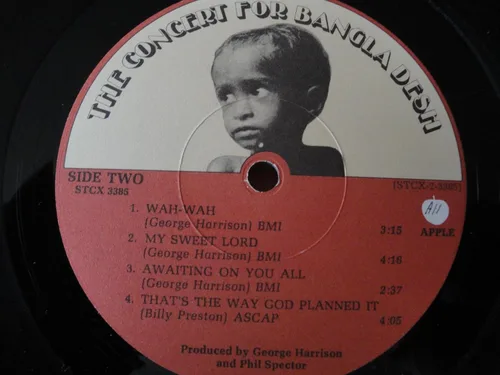 THE CONCERT FOR BANGLA DESH
SIDE TWO
STCX 3385
[STCX-2-3385]
1. WAH-WAH
(George Harrison) BMI 3:15
A11
APPLE
2. MY SWEET LORD
(George Harrison) BMI 4:16
3. AWAITING ON YOU ALL
(George Harrison) BMI 2:37
4. THAT'S THE WAY GOD PLANNED IT
(Billy Preston) ASCAP 4:05
Produced by George Harrison
and Phil Spector